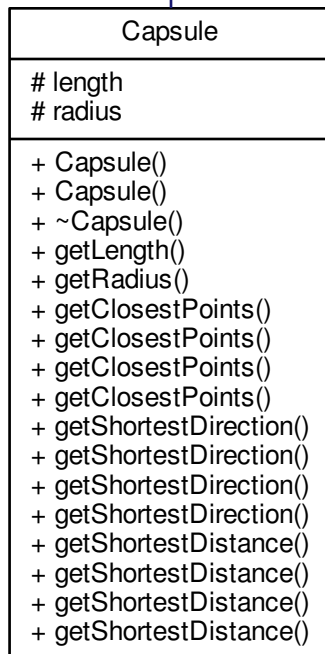 Capsule
# length
# radius
+ Capsule()
+ Capsule()
+ ~Capsule()
+ getLength()
+ getRadius()
+ getClosestPoints()
+ getClosestPoints()
+ getClosestPoints()
+ getClosestPoints()
+ getShortestDirection()
+ getShortestDirection()
+ getShortestDirection()
+ getShortestDirection()
+ getShortestDistance()
+ getShortestDistance()
+ getShortestDistance()
+ getShortestDistance()